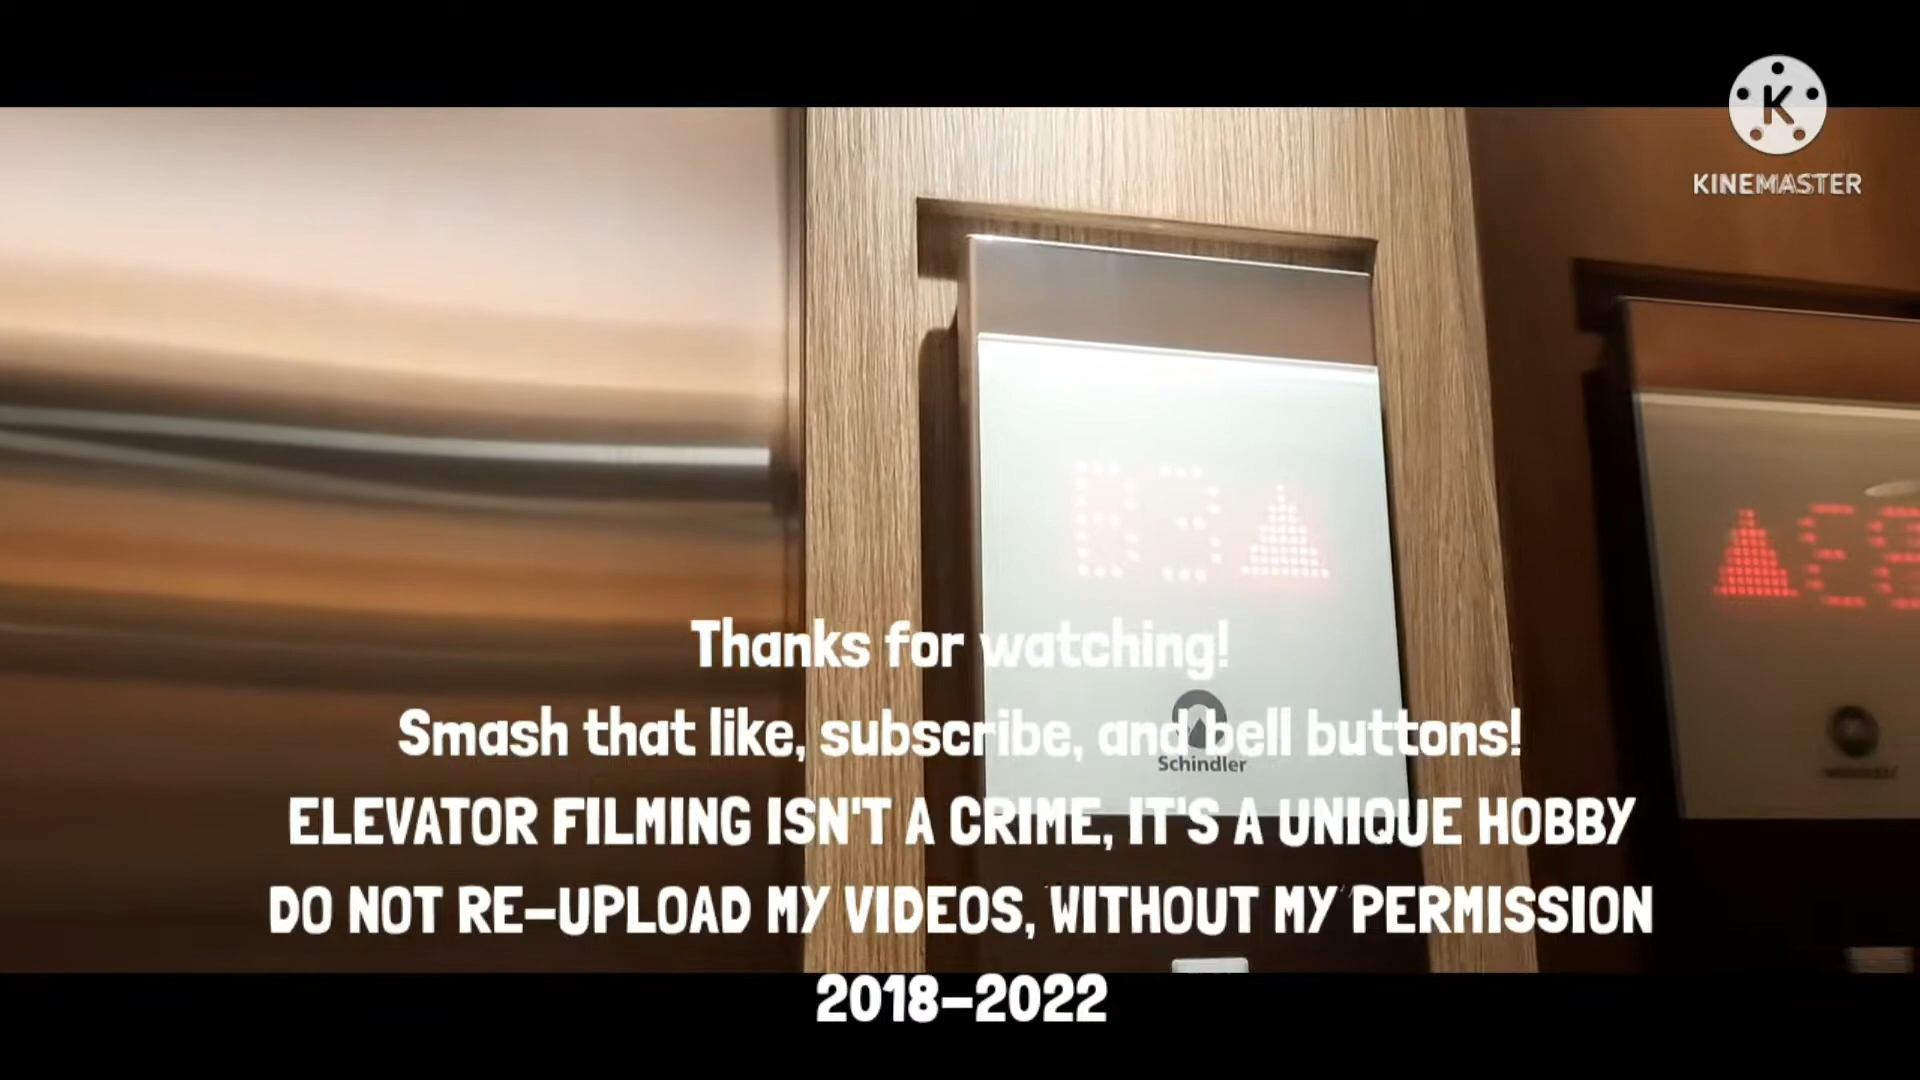 KINEMASTER
B3
Thanks for watching!
Smash that like, subscribe, and bell buttons!
Schindler
ELEVATOR FILMING ISN'T A CRIME, IT'S A UNIQUE HOBBY
DO NOT RE-UPLOAD MY VIDEOS, WITHOUT MY PERMISSION
2018-2022